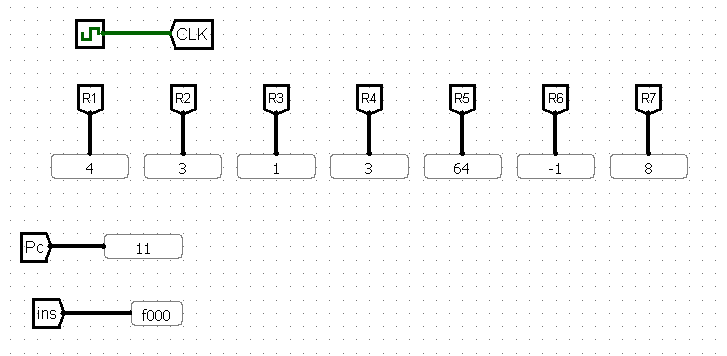 CLK
R1 R2 R3 R4 R5 R6 R7
4 3 1 3 64 -1 8
Pc 11
ins f000